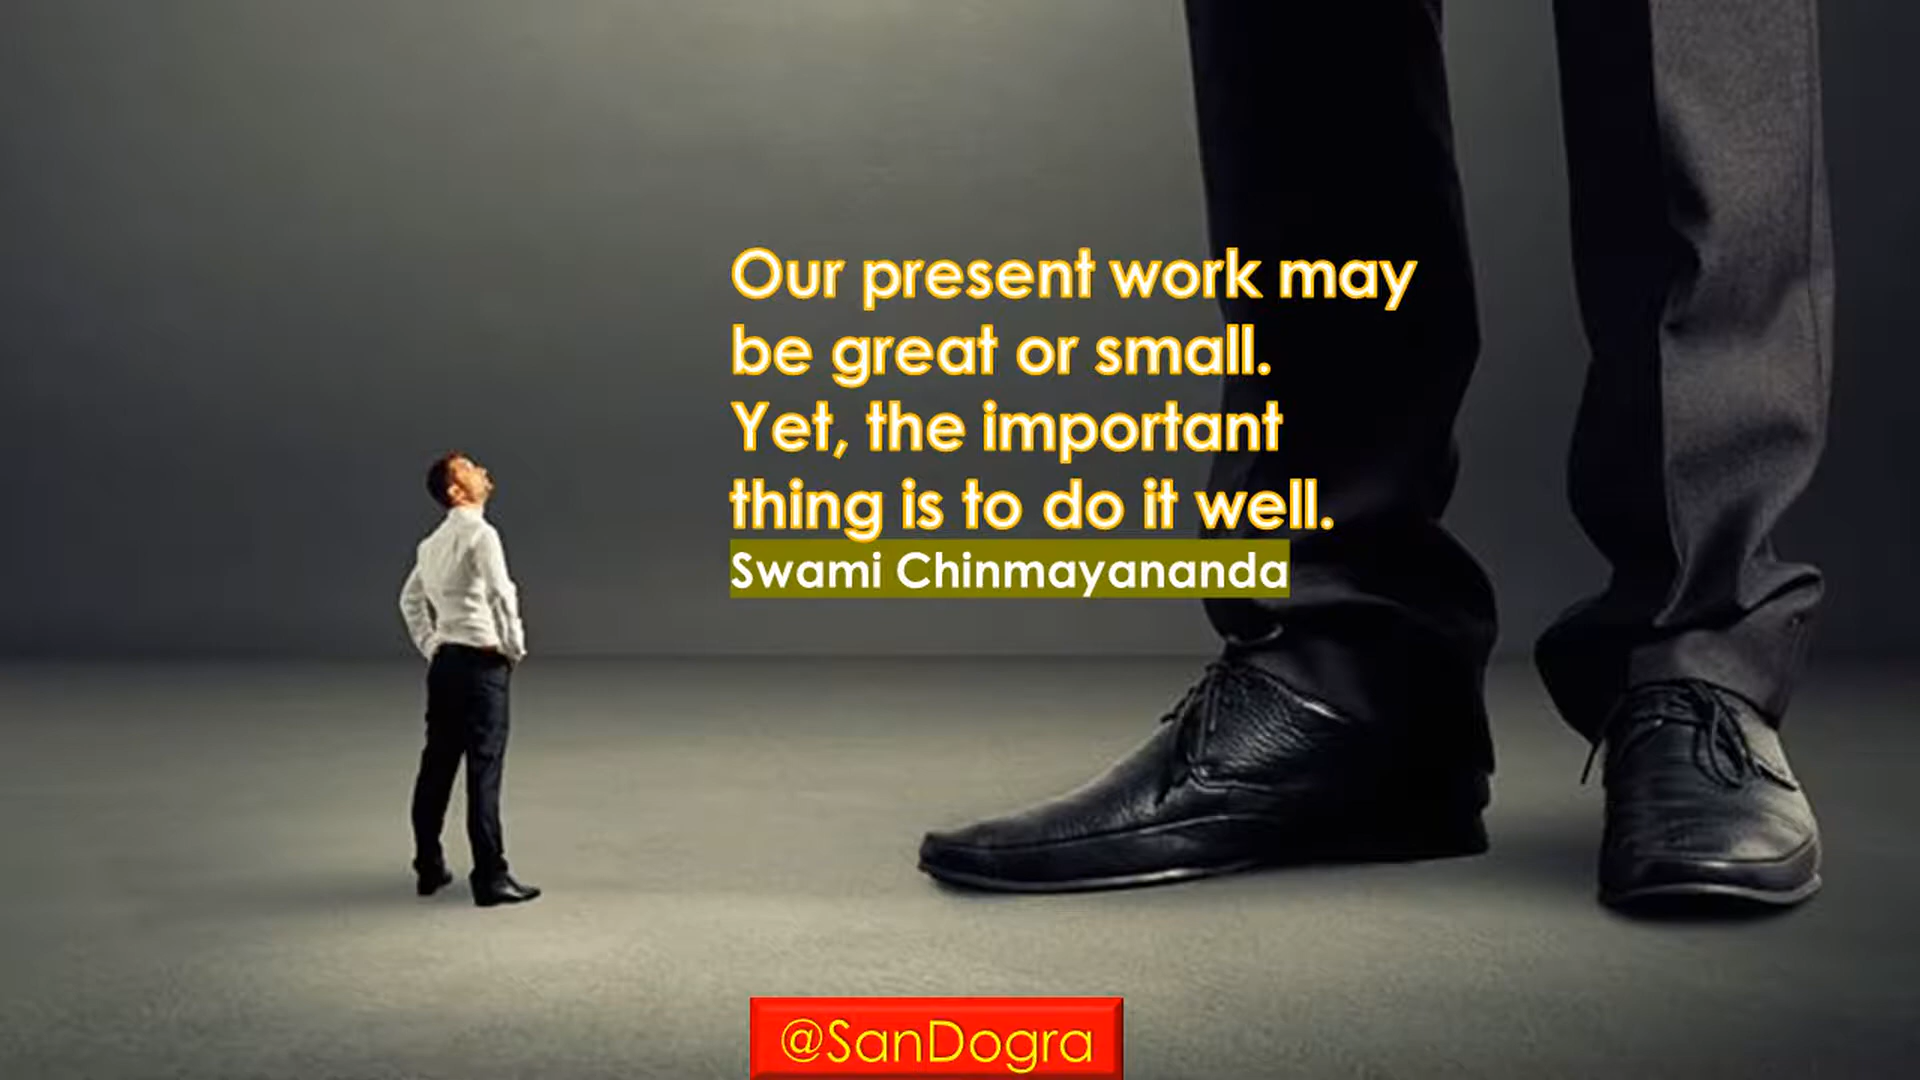 Our present work may
be great or small.
Yet, the important
thing is to do it well.
Swami Chinmayananda
@SanDogra